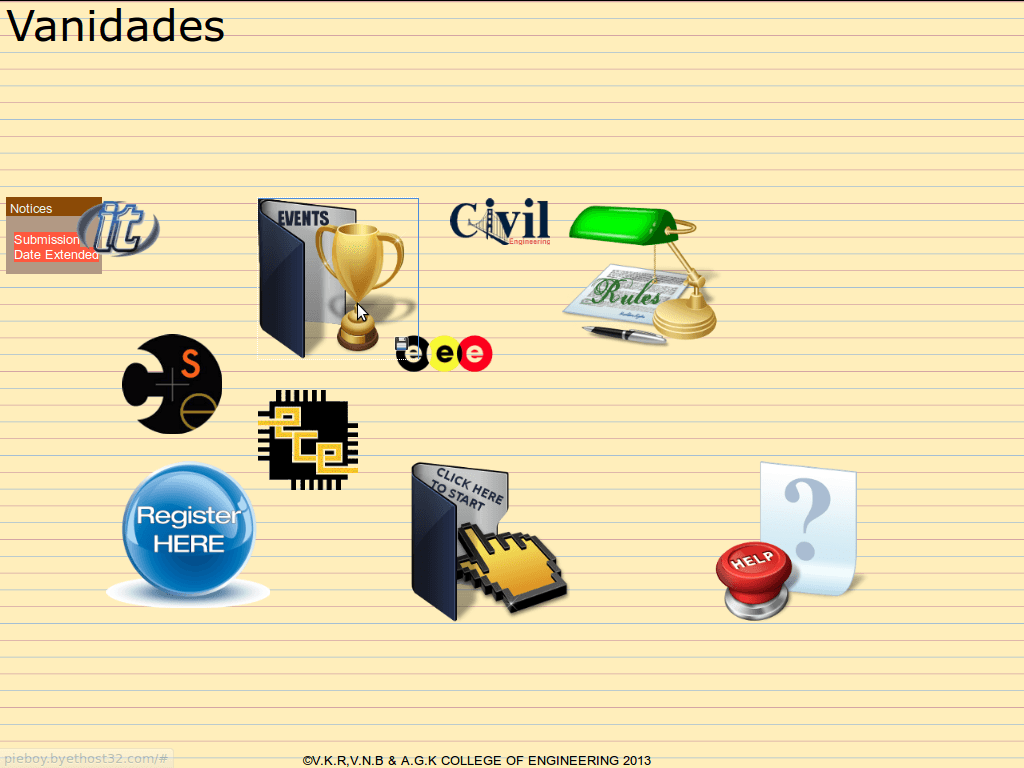 Vanidades
Notices
Submission
Date Extended
it
EVENTS
Civil
Engineering
Rules
eee
cse
ece
Register
HERE
CLICK HERE
TO START
?
HELP
pieboy.byethost32.com/#
©V.K.R,V.N.B & A.G.K COLLEGE OF ENGINEERING 2013